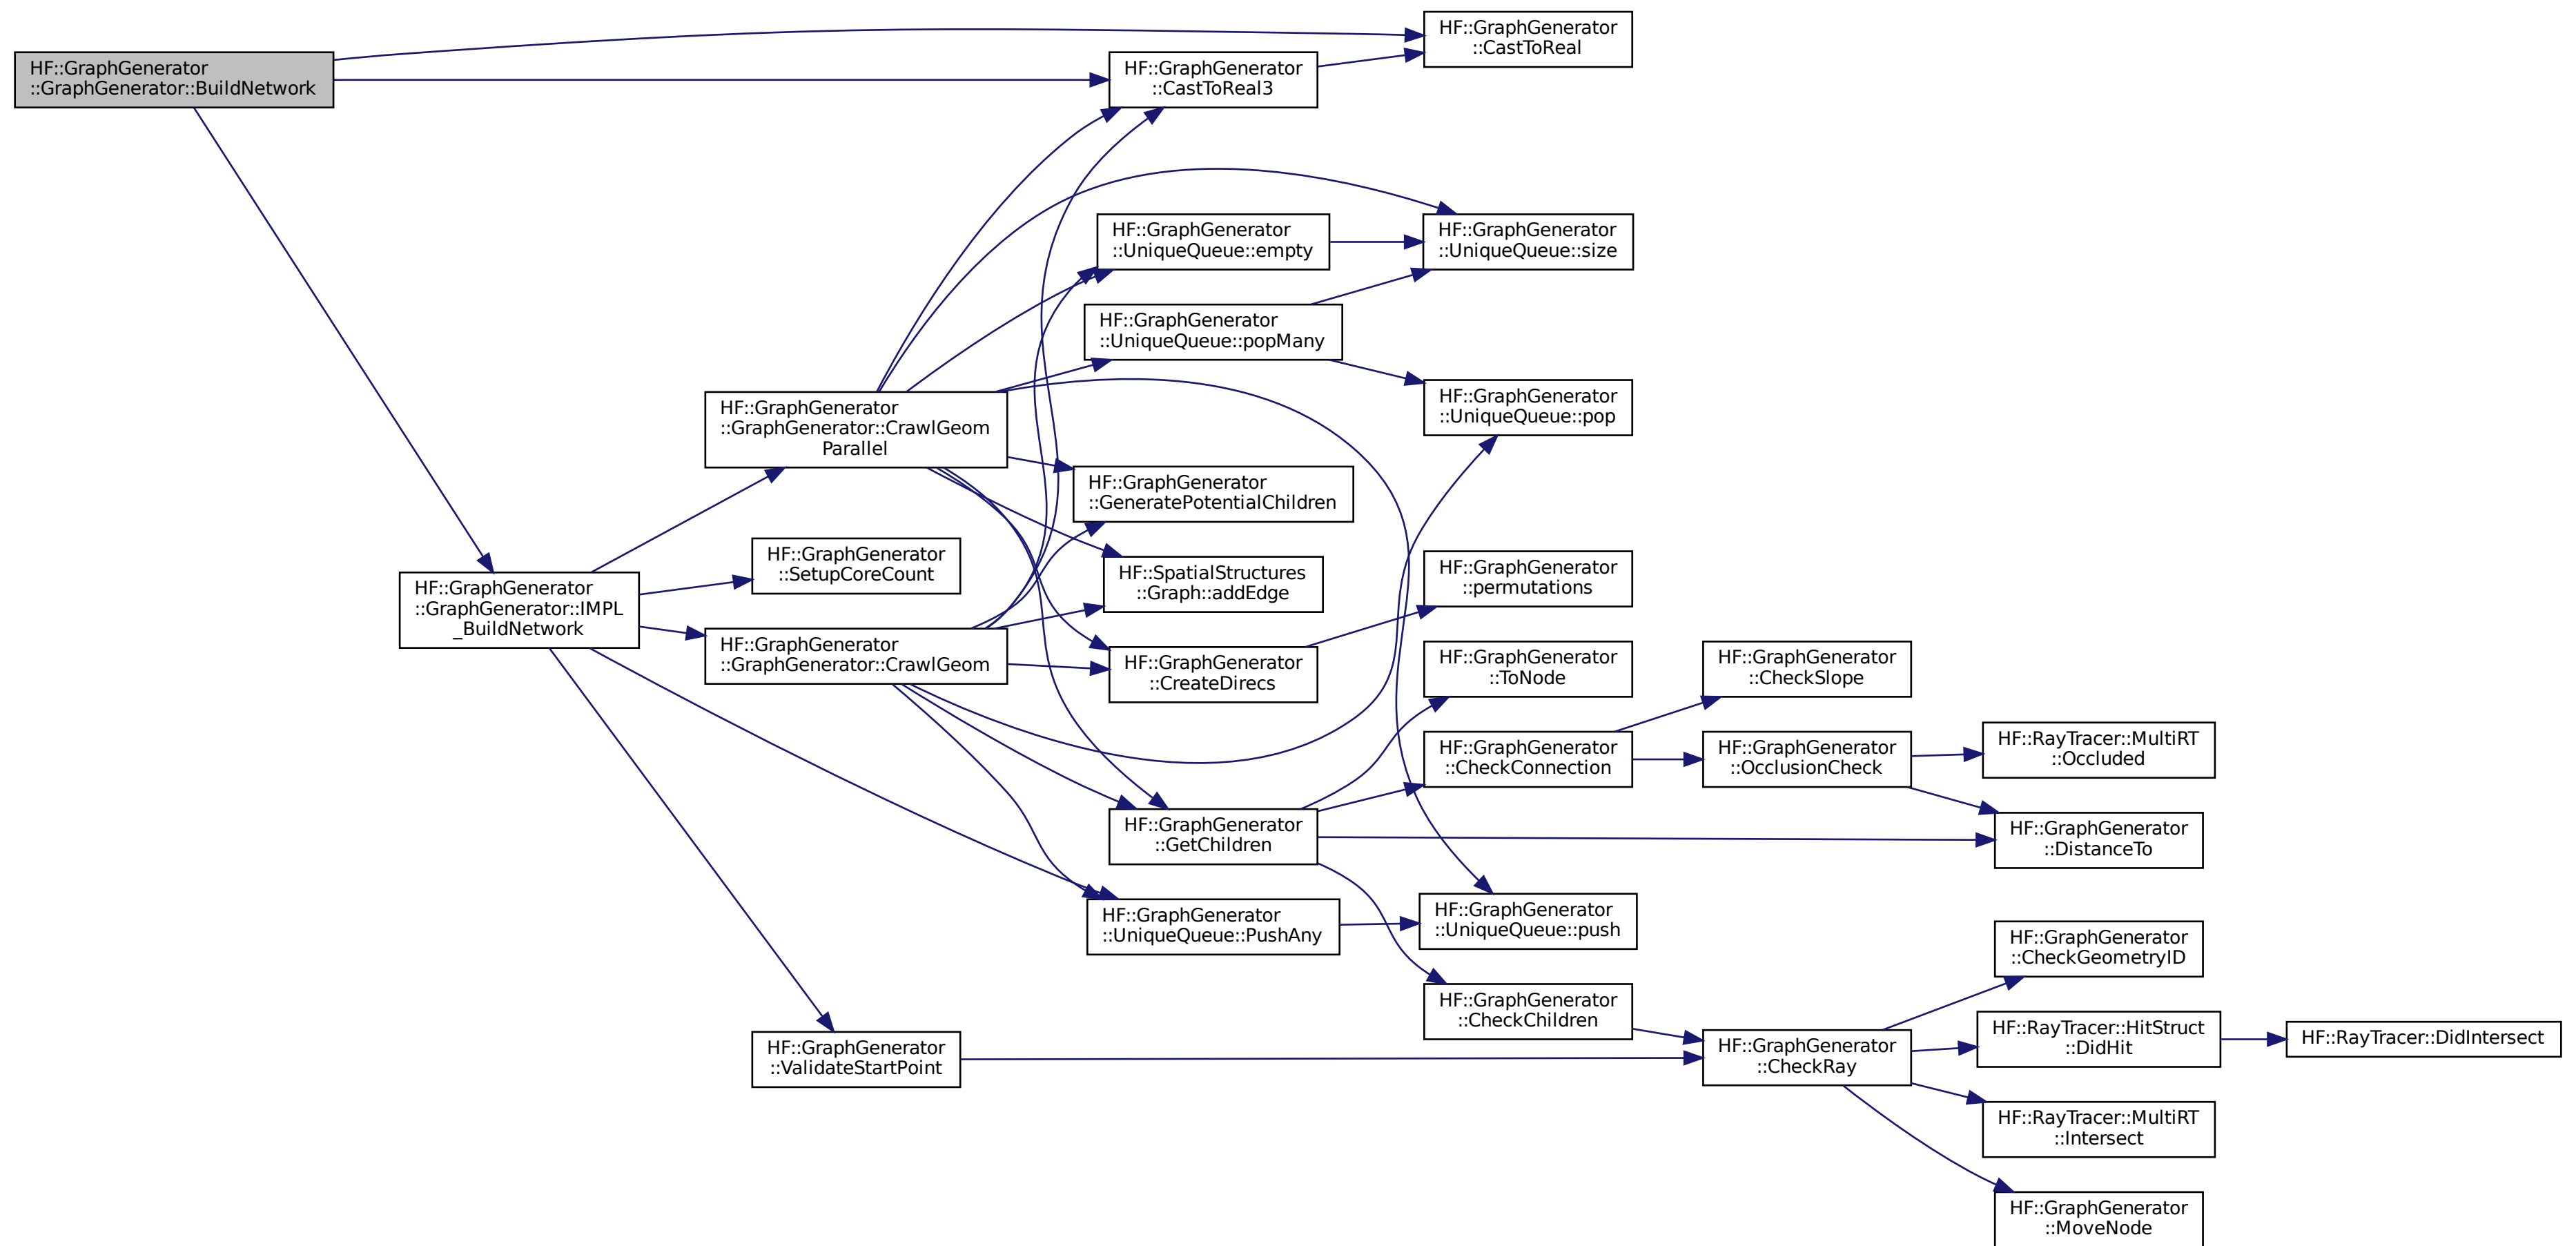 HF::GraphGenerator
::GraphGenerator::BuildNetwork
HF::GraphGenerator
::CastToReal
HF::GraphGenerator
::CastToReal3
HF::GraphGenerator
::UniqueQueue::empty
HF::GraphGenerator
::UniqueQueue::size
HF::GraphGenerator
::UniqueQueue::popMany
HF::GraphGenerator
::UniqueQueue::pop
HF::GraphGenerator
::GraphGenerator::CrawlGeom
Parallel
HF::GraphGenerator
::GeneratePotentialChildren
HF::GraphGenerator
::SetupCoreCount
HF::SpatialStructures
::Graph::addEdge
HF::GraphGenerator
::permutations
HF::GraphGenerator
::GraphGenerator::IMPL
_BuildNetwork
HF::GraphGenerator
::GraphGenerator::CrawlGeom
HF::GraphGenerator
::CreateDirecs
HF::GraphGenerator
::ToNode
HF::GraphGenerator
::CheckSlope
HF::GraphGenerator
::CheckConnection
HF::GraphGenerator
::OcclusionCheck
HF::RayTracer::MultiRT
::Occluded
HF::GraphGenerator
::GetChildren
HF::GraphGenerator
::DistanceTo
HF::GraphGenerator
::UniqueQueue::PushAny
HF::GraphGenerator
::UniqueQueue::push
HF::GraphGenerator
::CheckGeometryID
HF::GraphGenerator
::CheckChildren
HF::GraphGenerator
::ValidateStartPoint
HF::GraphGenerator
::CheckRay
HF::RayTracer::HitStruct
::DidHit
HF::RayTracer::DidIntersect
HF::RayTracer::MultiRT
::Intersect
HF::GraphGenerator
::MoveNode